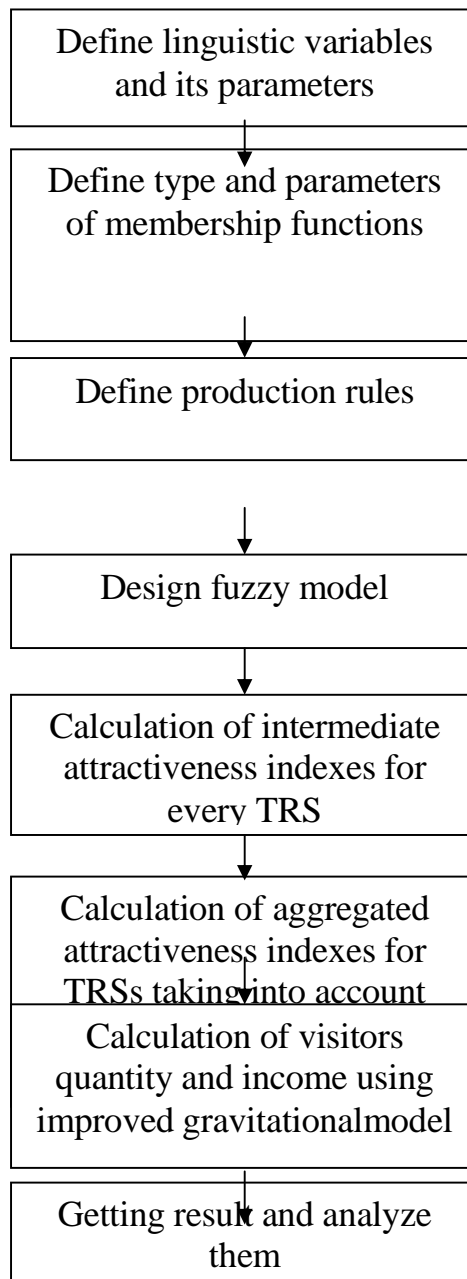 Define linguistic variables
and its parameters
Define type and parameters
of membership functions
Define production rules
Design fuzzy model
Calculation of intermediate
attractiveness indexes for
every TRS
Calculation of aggregated
attractiveness indexes for
TRSs taking into account
Calculation of visitors
quantity and income using
improved gravitationalmodel
Getting result and analyze
them